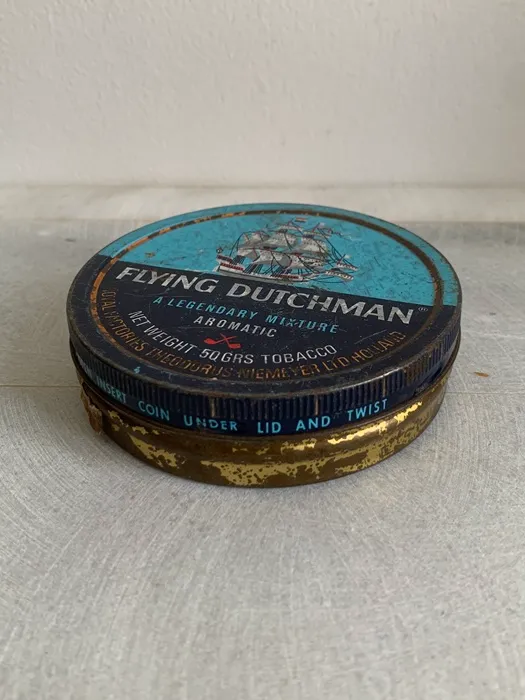 FLYING DUTCHMAN®
A LEGENDARY MIXTURE
AROMATIC
NET WEIGHT 50GRS TOBACCO
FACTORIES THEODORUS NIEMEYER LTD HOLLAND
INSERT COIN UNDER LID AND TWIST